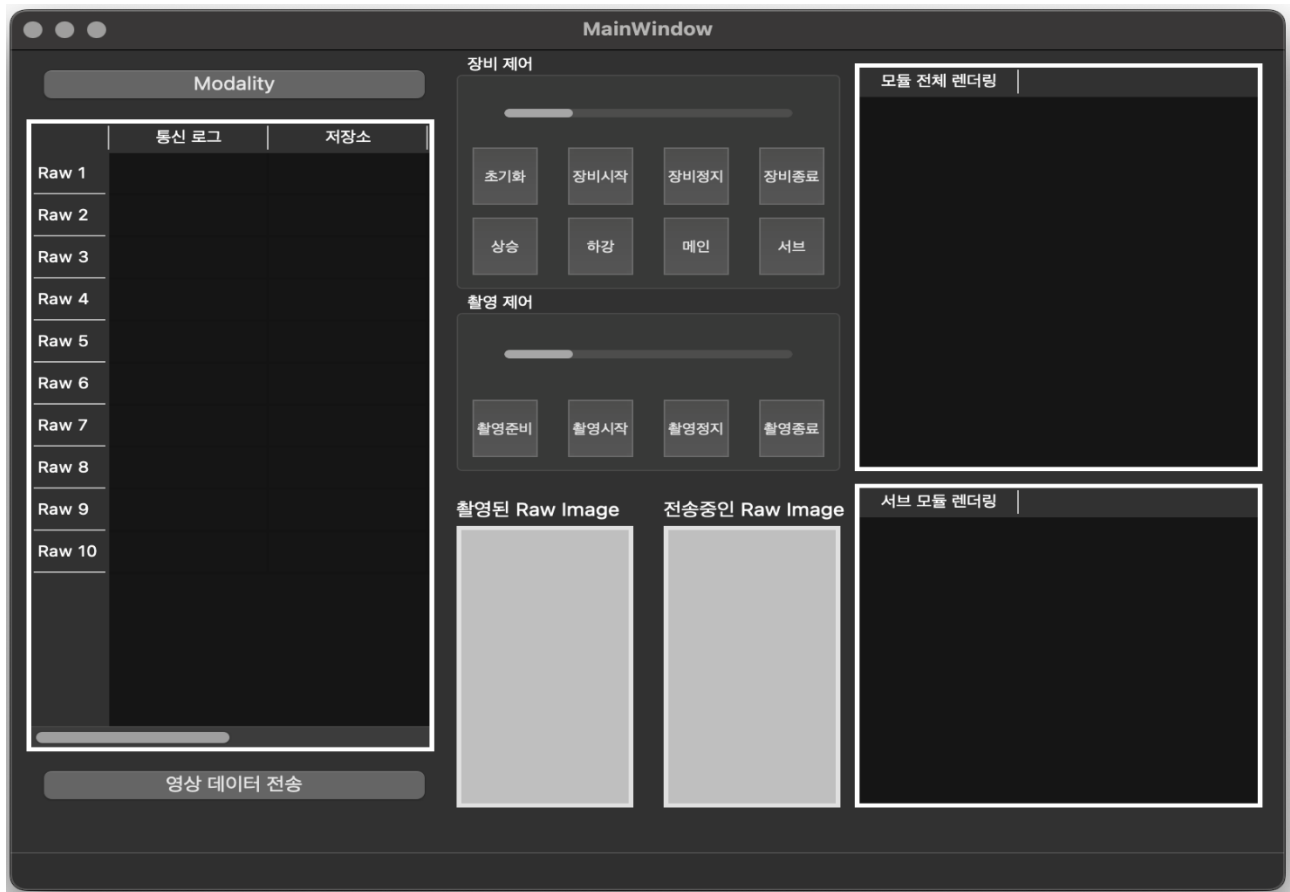 MainWindow
Modality
통신 로그 저장소
Raw 1
Raw 2
Raw 3
Raw 4
Raw 5
Raw 6
Raw 7
Raw 8
Raw 9
Raw 10
영상 데이터 전송
장비 제어
초기화 장비시작 장비정지 장비종료
상승 하강 메인 서브
촬영 제어
촬영준비 촬영시작 촬영정지 촬영종료
촬영된 Raw Image 전송중인 Raw Image
모듈 전체 렌더링
서브 모듈 렌더링